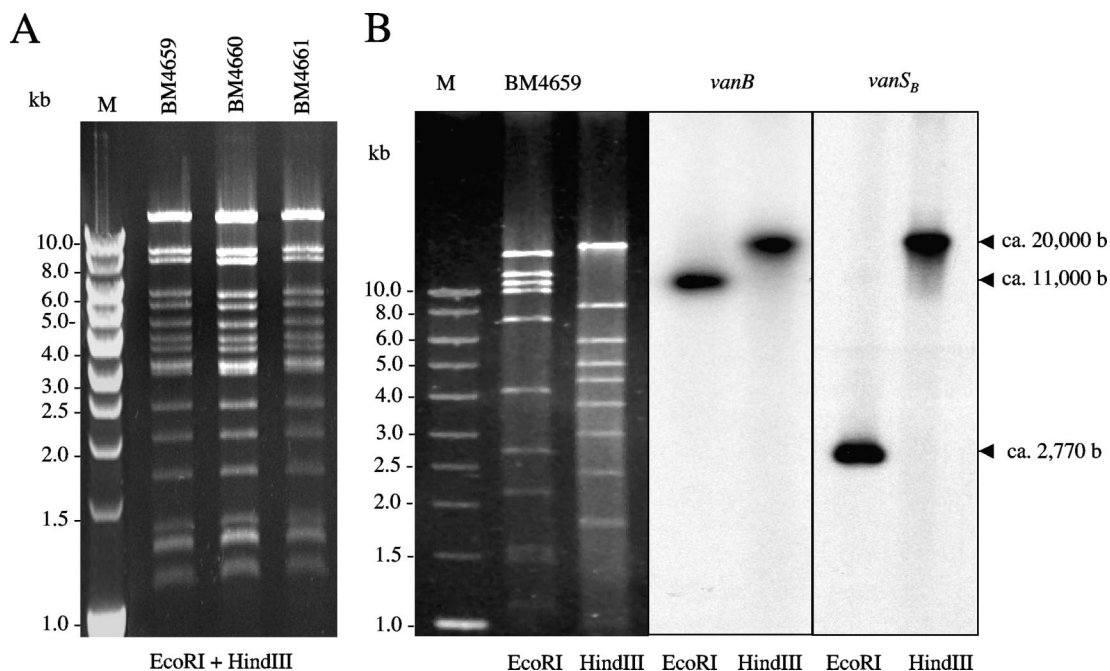 A
B
BM4659
BM4660
BM4661
kb
M
10.0
8.0
6.0
5.0
4.0
3.0
2.5
2.0
1.5
1.0
EcoRI + HindIII
M
BM4659
vanB
vanS_B
kb
10.0
8.0
6.0
5.0
4.0
3.0
2.5
2.0
1.5
1.0
ca. 20,000 b
ca. 11,000 b
ca. 2,770 b
EcoRI HindIII EcoRI HindIII EcoRI HindIII